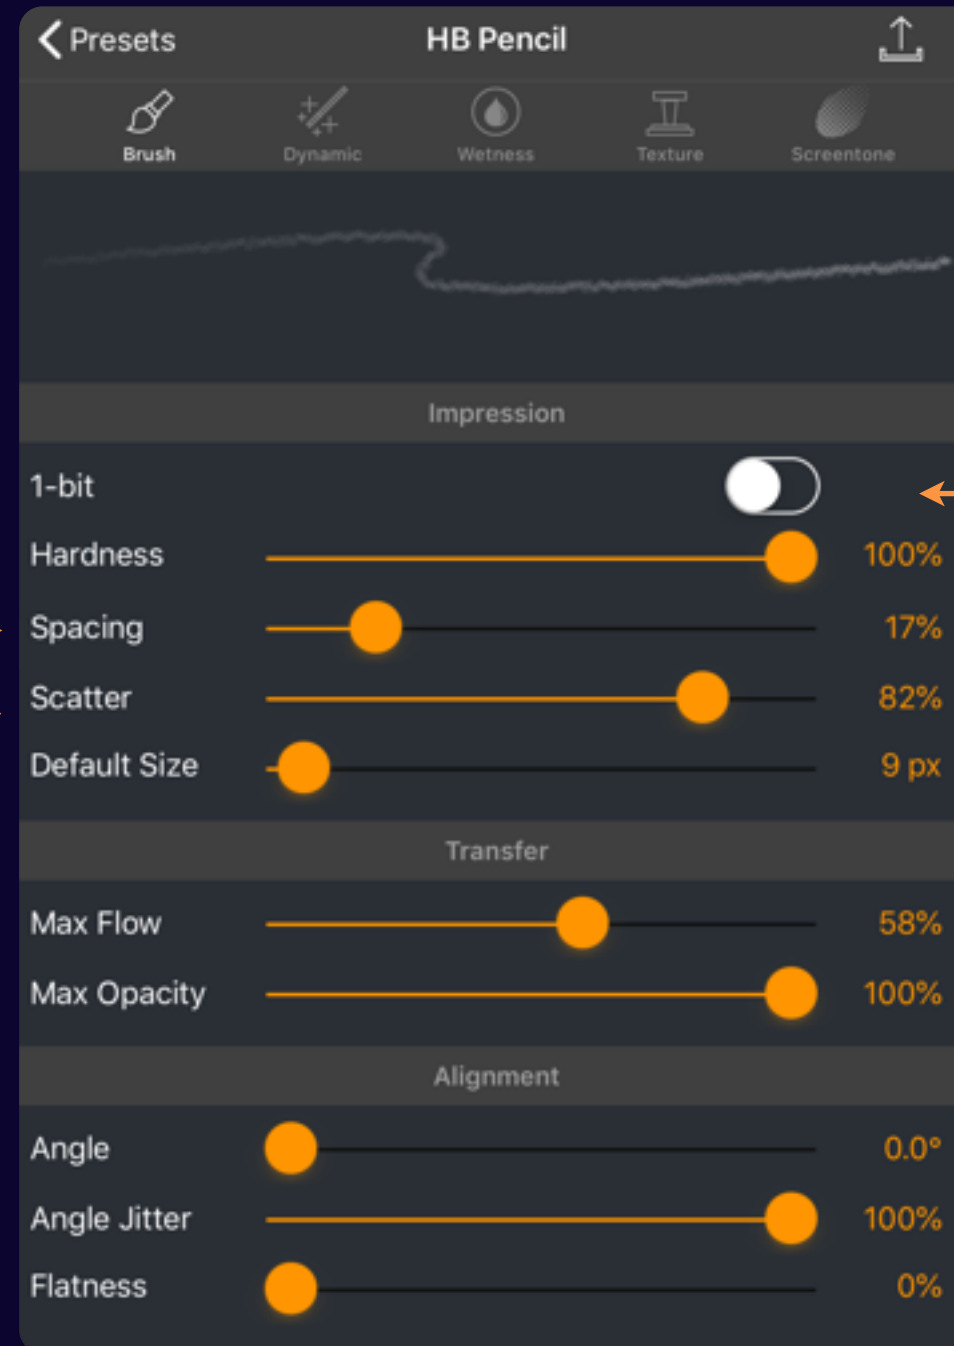 Presets HB Pencil
Brush Dynamic Wetness Texture Screentone
Impression
1-bit
Hardness 100%
Spacing 17%
Scatter 82%
Default Size 9 px
Transfer
Max Flow 58%
Max Opacity 100%
Alignment
Angle 0.0°
Angle Jitter 100%
Flatness 0%